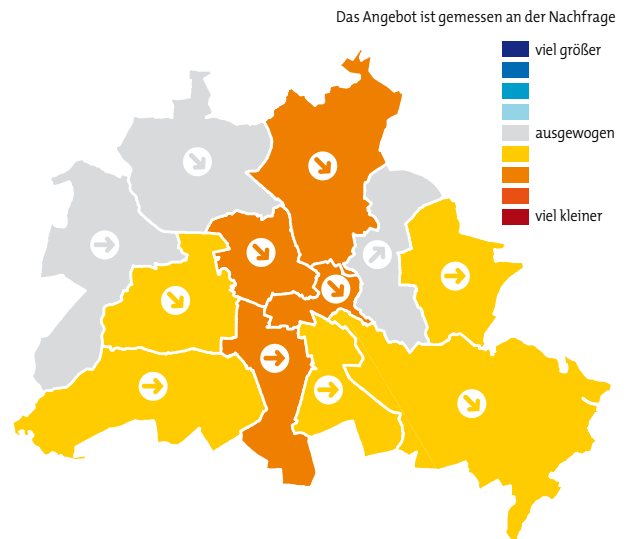 Das Angebot ist gemessen an der Nachfrage
viel größer
ausgewogen
viel kleiner